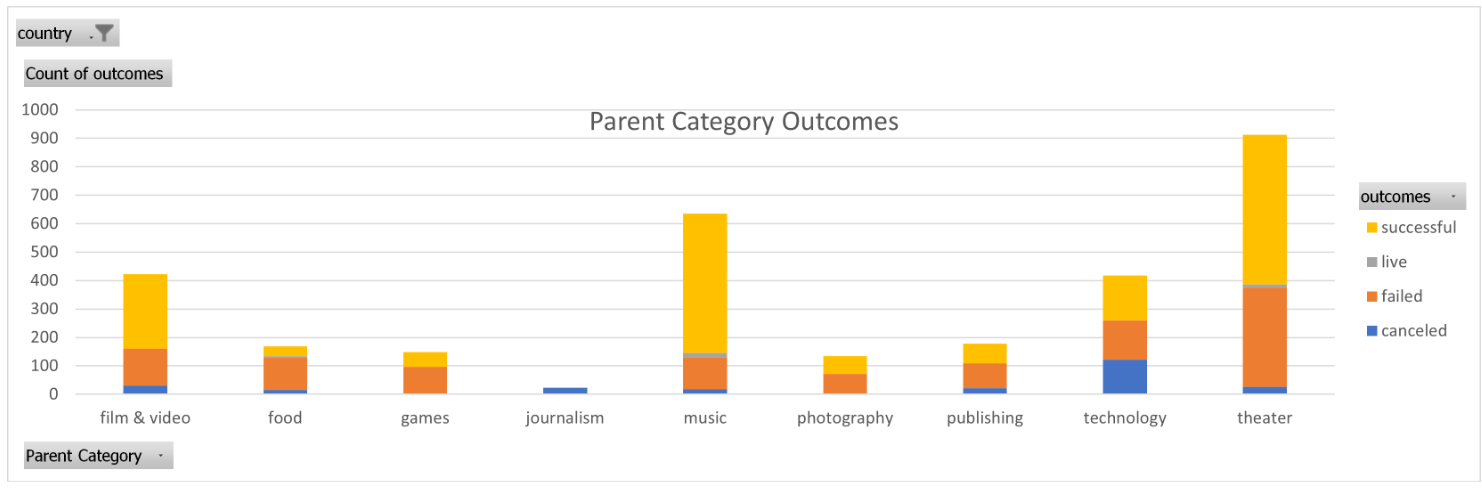 country
Count of outcomes
Parent Category Outcomes
1000
900
800
700
600
500
400
300
200
100
0
film & video food games journalism music photography publishing technology theater
outcomes
successful
live
failed
canceled
Parent Category